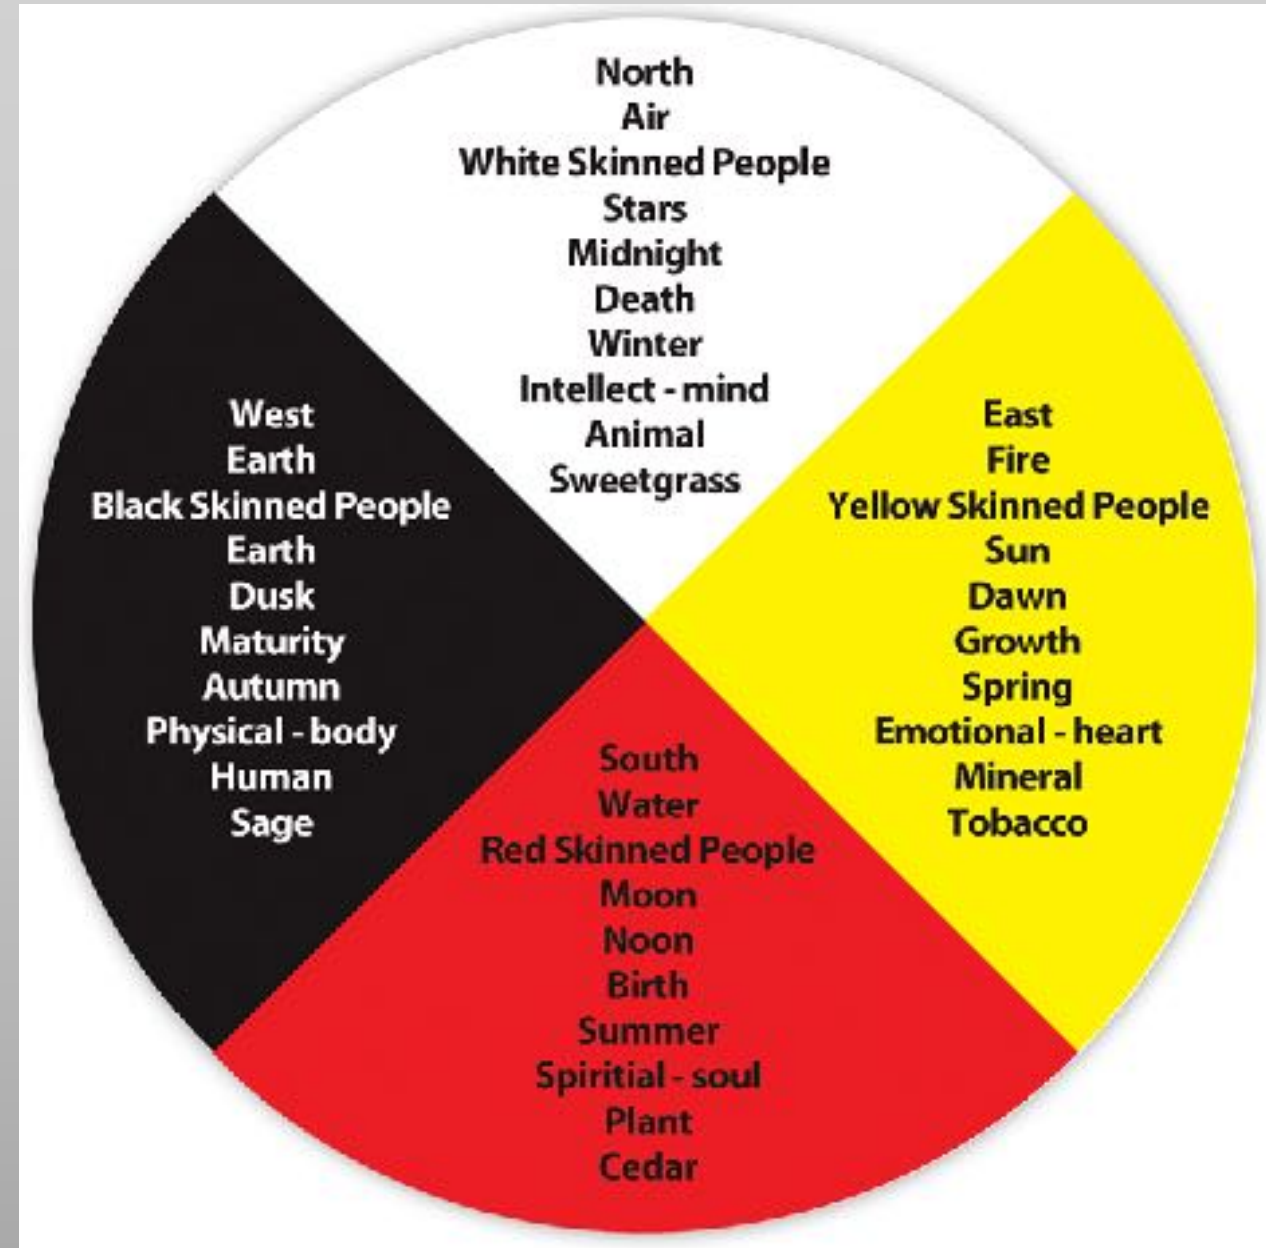 North
Air
White Skinned People
Stars
Midnight
Death
Winter
Intellect - mind
Animal
Sweetgrass
West
Earth
Black Skinned People
Earth
Dusk
Maturity
Autumn
Physical - body
Human
Sage
East
Fire
Yellow Skinned People
Sun
Dawn
Growth
Spring
Emotional - heart
Mineral
Tobacco
South
Water
Red Skinned People
Moon
Noon
Birth
Summer
Spiritial - soul
Plant
Cedar